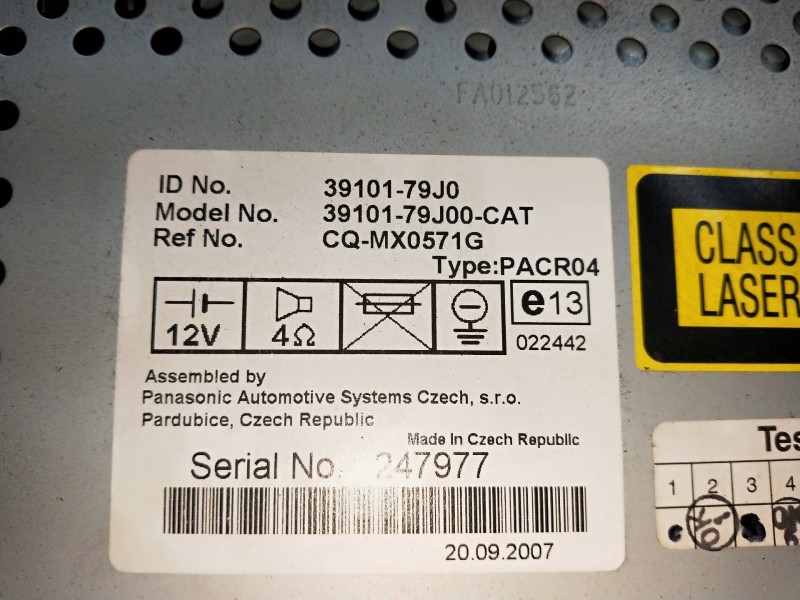 FA012562
ID No. 39101-79J0
Model No. 39101-79J00-CAT
Ref No. CQ-MX0571G
Type:PACR04
12V 4Ω e13
022442
Assembled by
Panasonic Automotive Systems Czech, s.r.o.
Pardubice, Czech Republic
Made In Czech Republic
Serial No. 247977
20.09.2007
CLASS
LASER
Tes
1 2 3 4